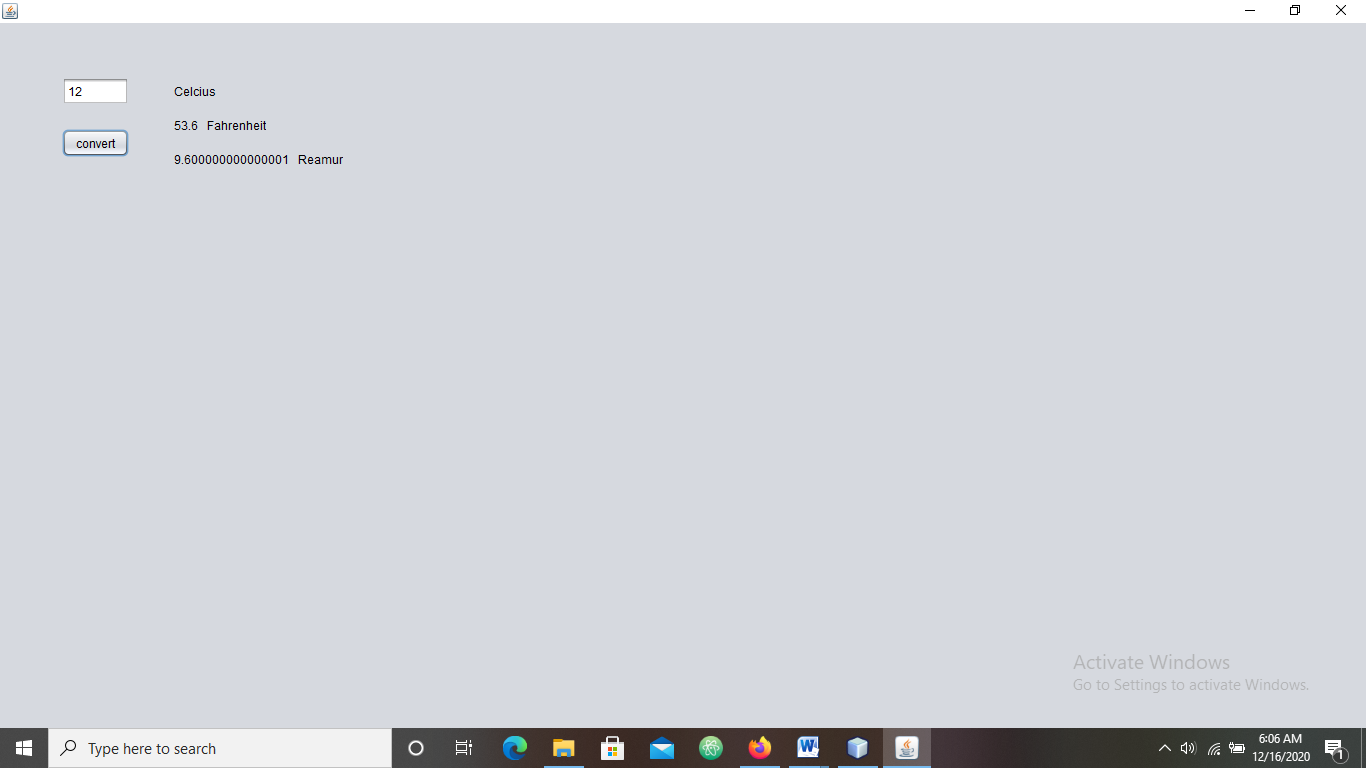 12 Celcius
53.6 Fahrenheit
convert
9.600000000000001 Reamur
Activate Windows
Go to Settings to activate Windows.
Type here to search
6:06 AM
12/16/2020
1